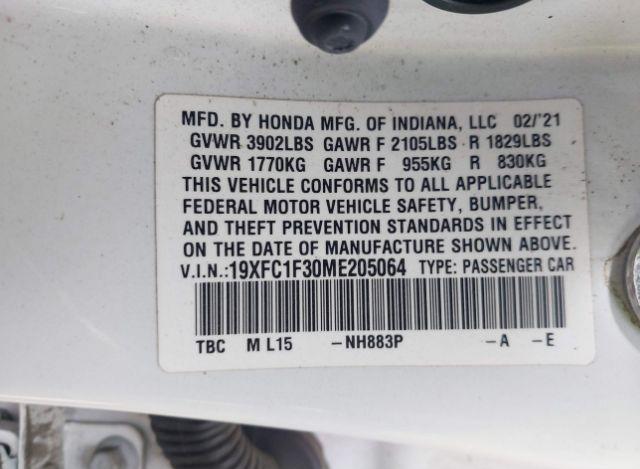 MFD. BY HONDA MFG. OF INDIANA, LLC 02/'21
GVWR 3902LBS GAWR F 2105LBS R 1829LBS
GVWR 1770KG GAWR F 955KG R 830KG
THIS VEHICLE CONFORMS TO ALL APPLICABLE
FEDERAL MOTOR VEHICLE SAFETY, BUMPER,
AND THEFT PREVENTION STANDARDS IN EFFECT
ON THE DATE OF MANUFACTURE SHOWN ABOVE.
V.I.N.:19XFC1F30ME205064 TYPE: PASSENGER CAR
TBC M L15 -NH883P -A -E